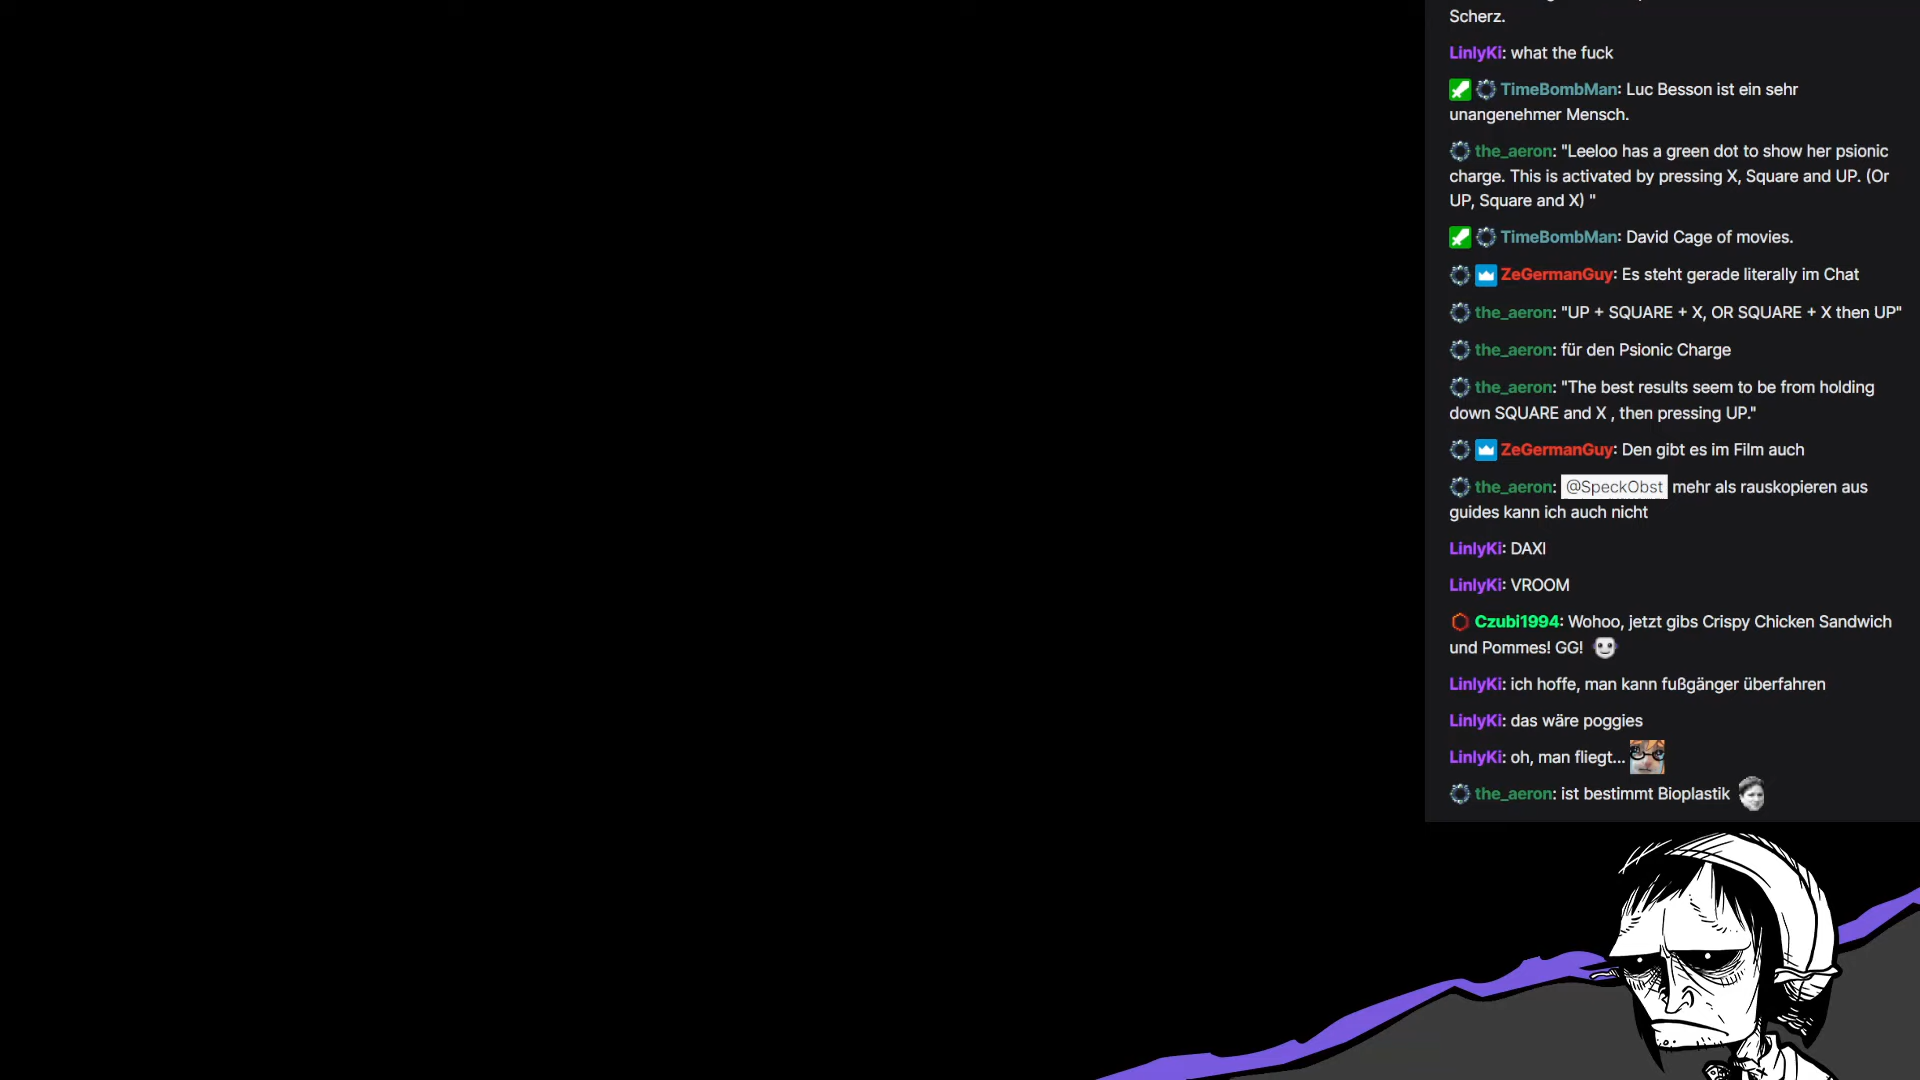 Scherz.
LinlyKi: what the fuck
TimeBombMan: Luc Besson ist ein sehr
unangenehmer Mensch.
the_aeron: "Leeloo has a green dot to show her psionic
charge. This is activated by pressing X, Square and UP. (Or
UP, Square and X) "
TimeBombMan: David Cage of movies.
ZeGermanGuy: Es steht gerade literally im Chat
the_aeron: "UP + SQUARE + X, OR SQUARE + X then UP"
the_aeron: für den Psionic Charge
the_aeron: "The best results seem to be from holding
down SQUARE and X , then pressing UP."
ZeGermanGuy: Den gibt es im Film auch
the_aeron: @SpeckObst mehr als rauskopieren aus
guides kann ich auch nicht
LinlyKi: DAXI
LinlyKi: VROOM
Czubi1994: Wohoo, jetzt gibs Crispy Chicken Sandwich
und Pommes! GG!
LinlyKi: ich hoffe, man kann fußgänger überfahren
LinlyKi: das wäre poggies
LinlyKi: oh, man fliegt...
the_aeron: ist bestimmt Bioplastik